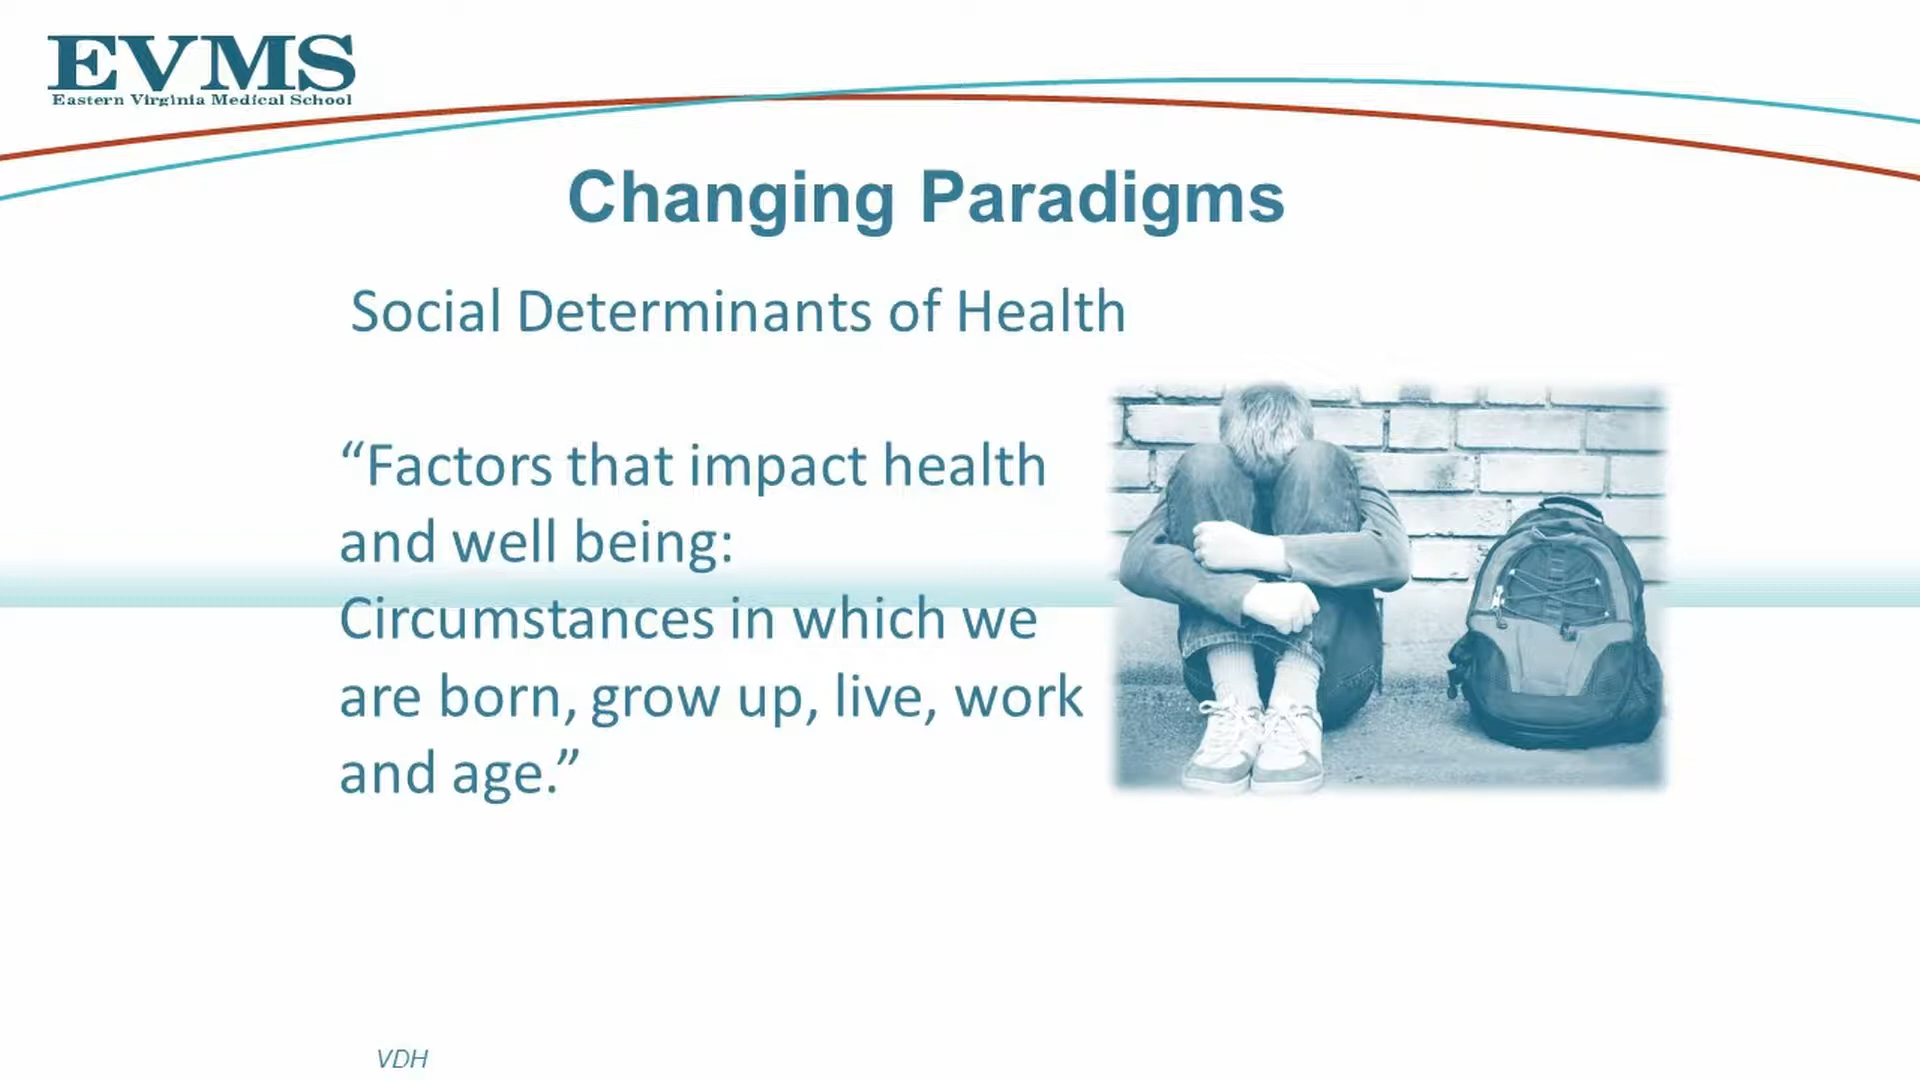 EVMS
Eastern Virginia Medical School
Changing Paradigms
Social Determinants of Health
“Factors that impact health
and well being:
Circumstances in which we
are born, grow up, live, work
and age.”
VDH